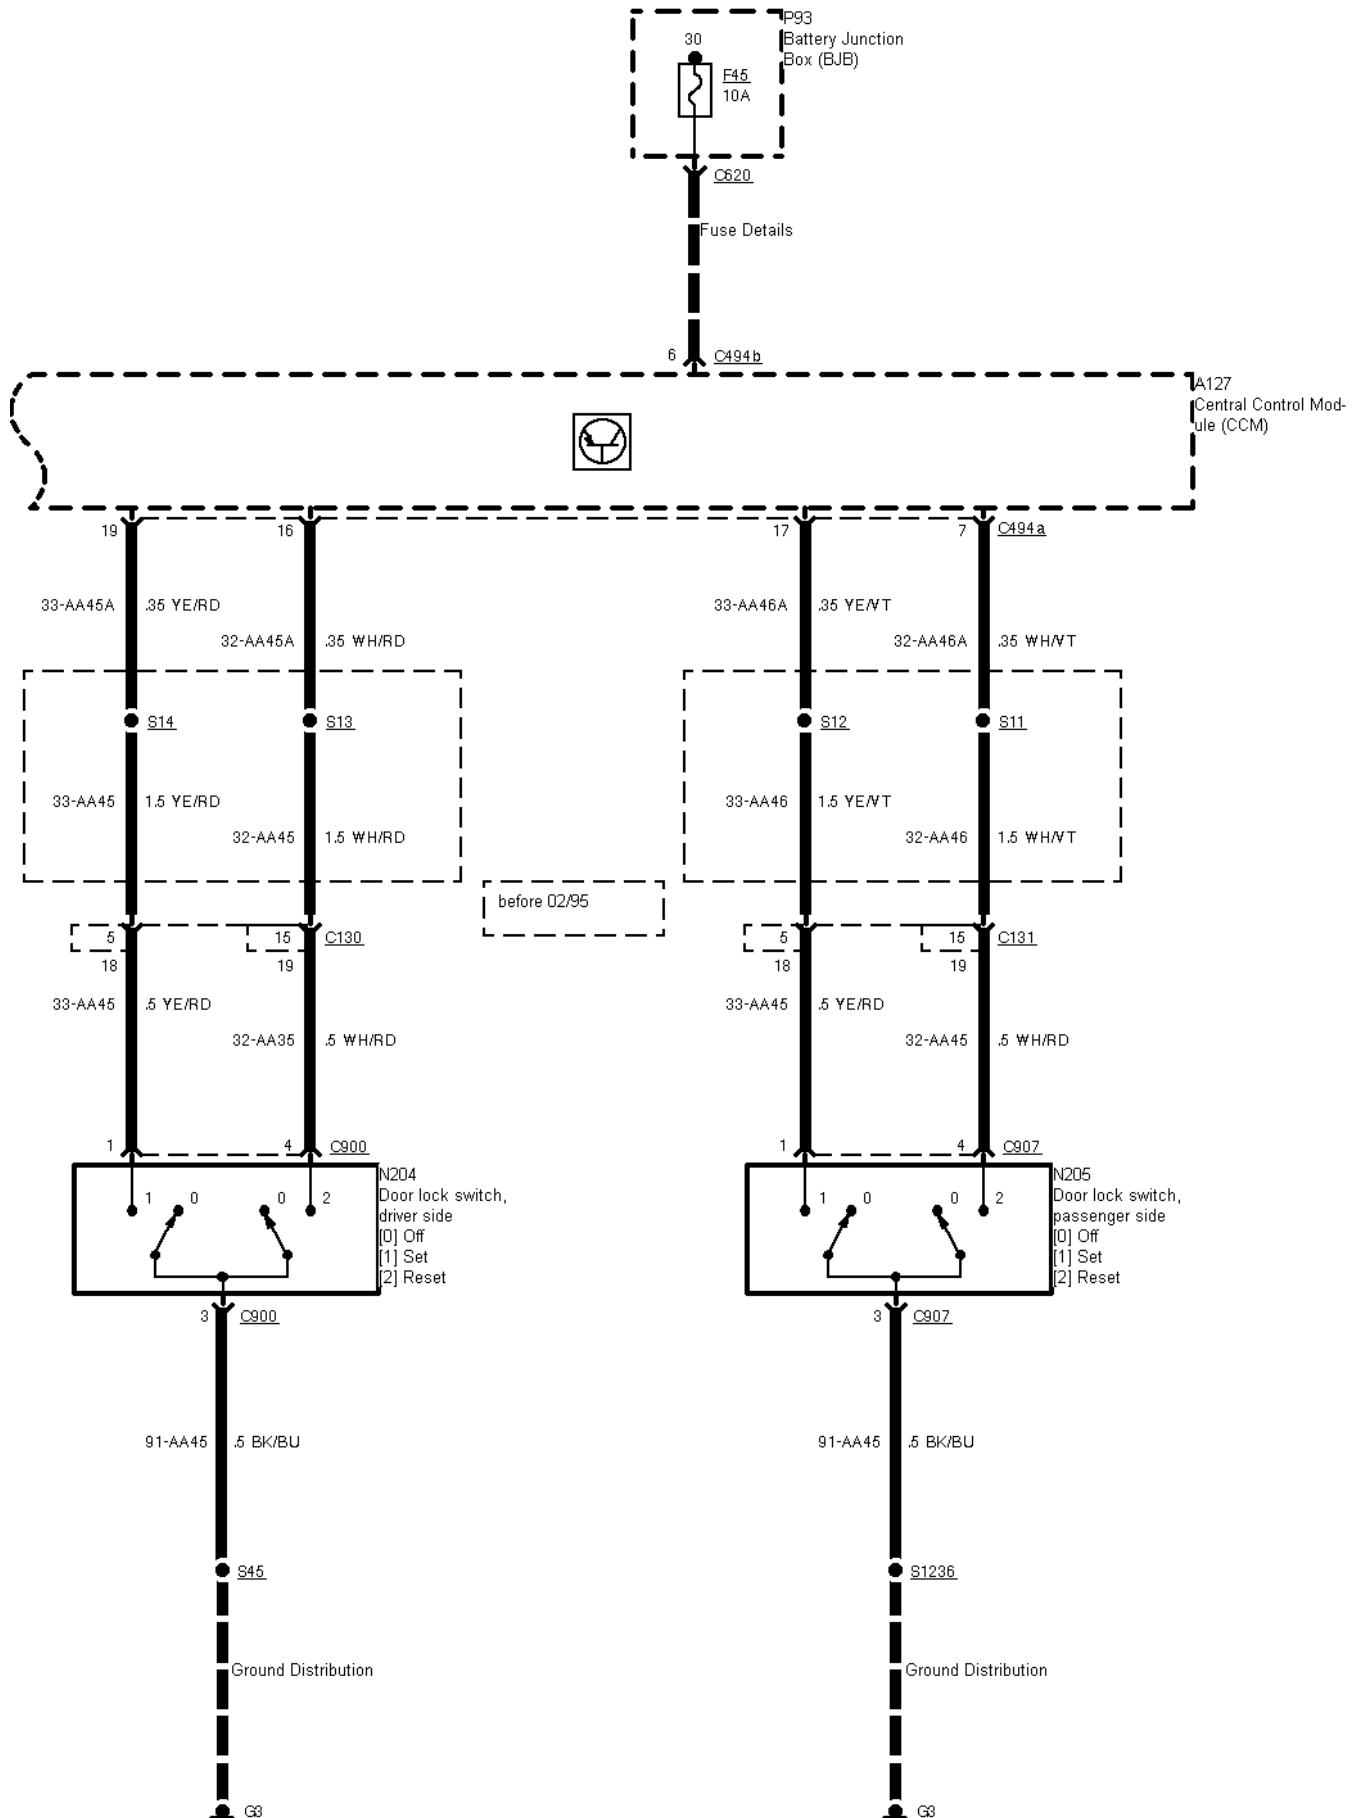 P93
30
Battery Junction
Box (BJB)
F45
10A
C620
Fuse Details
6 C494b
A127
Central Control Mod-
ule (CCM)
19 16 17 7 C494a
33-AA45A .35 YE/RD 33-AA46A .35 YE/VT
32-AA45A .35 WH/RD 32-AA46A .35 WH/VT
S14 S13 S12 S11
33-AA45 1.5 YE/RD 33-AA46 1.5 YE/VT
32-AA45 1.5 WH/RD 32-AA46 1.5 WH/VT
before 02/95
5 15 C130 5 15 C131
18 19 18 19
33-AA45 .5 YE/RD 33-AA45 .5 YE/RD
32-AA35 .5 WH/RD 32-AA45 .5 WH/RD
1 4 C900 1 4 C907
N204
Door lock switch,
driver side
[0] Off
[1] Set
[2] Reset
1 0 0 2
N205
Door lock switch,
passenger side
[0] Off
[1] Set
[2] Reset
1 0 0 2
3 C900 3 C907
91-AA45 .5 BK/BU 91-AA45 .5 BK/BU
S45 S1236
Ground Distribution Ground Distribution
G3 G3